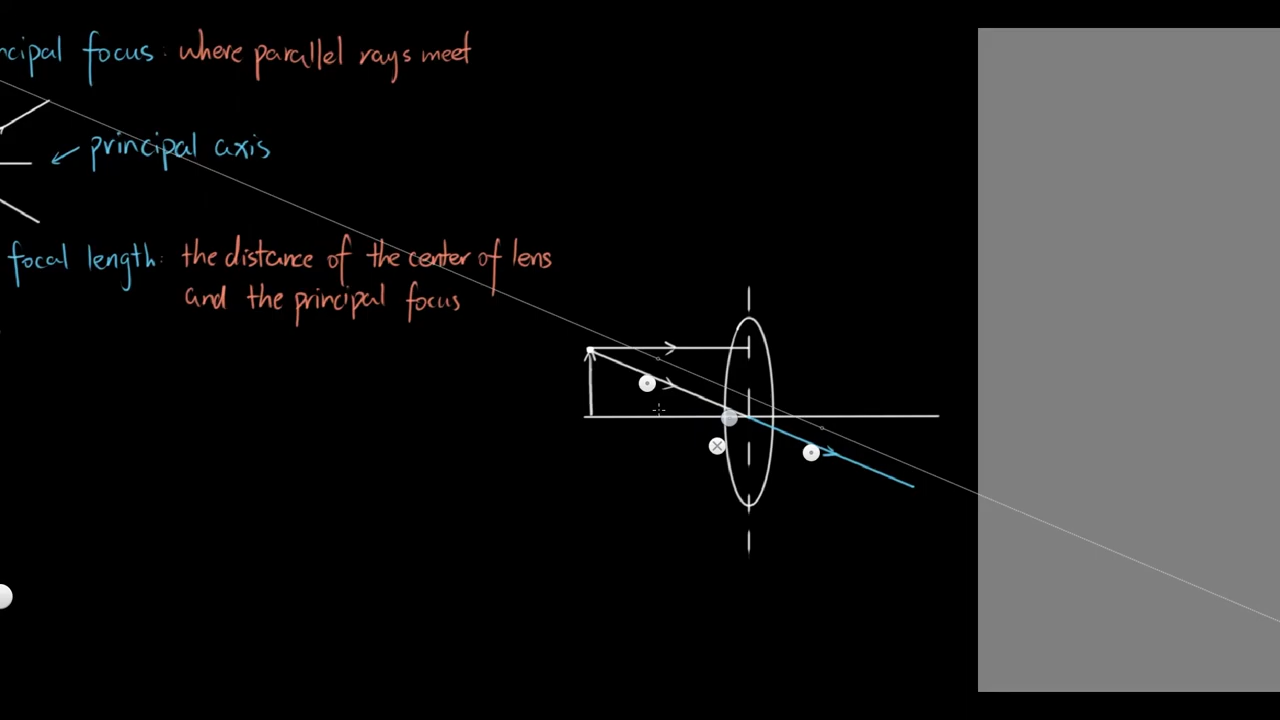 ncipal focus: where parallel rays meet
principal axis
focal length: the distance of the center of lens
and the principal focus